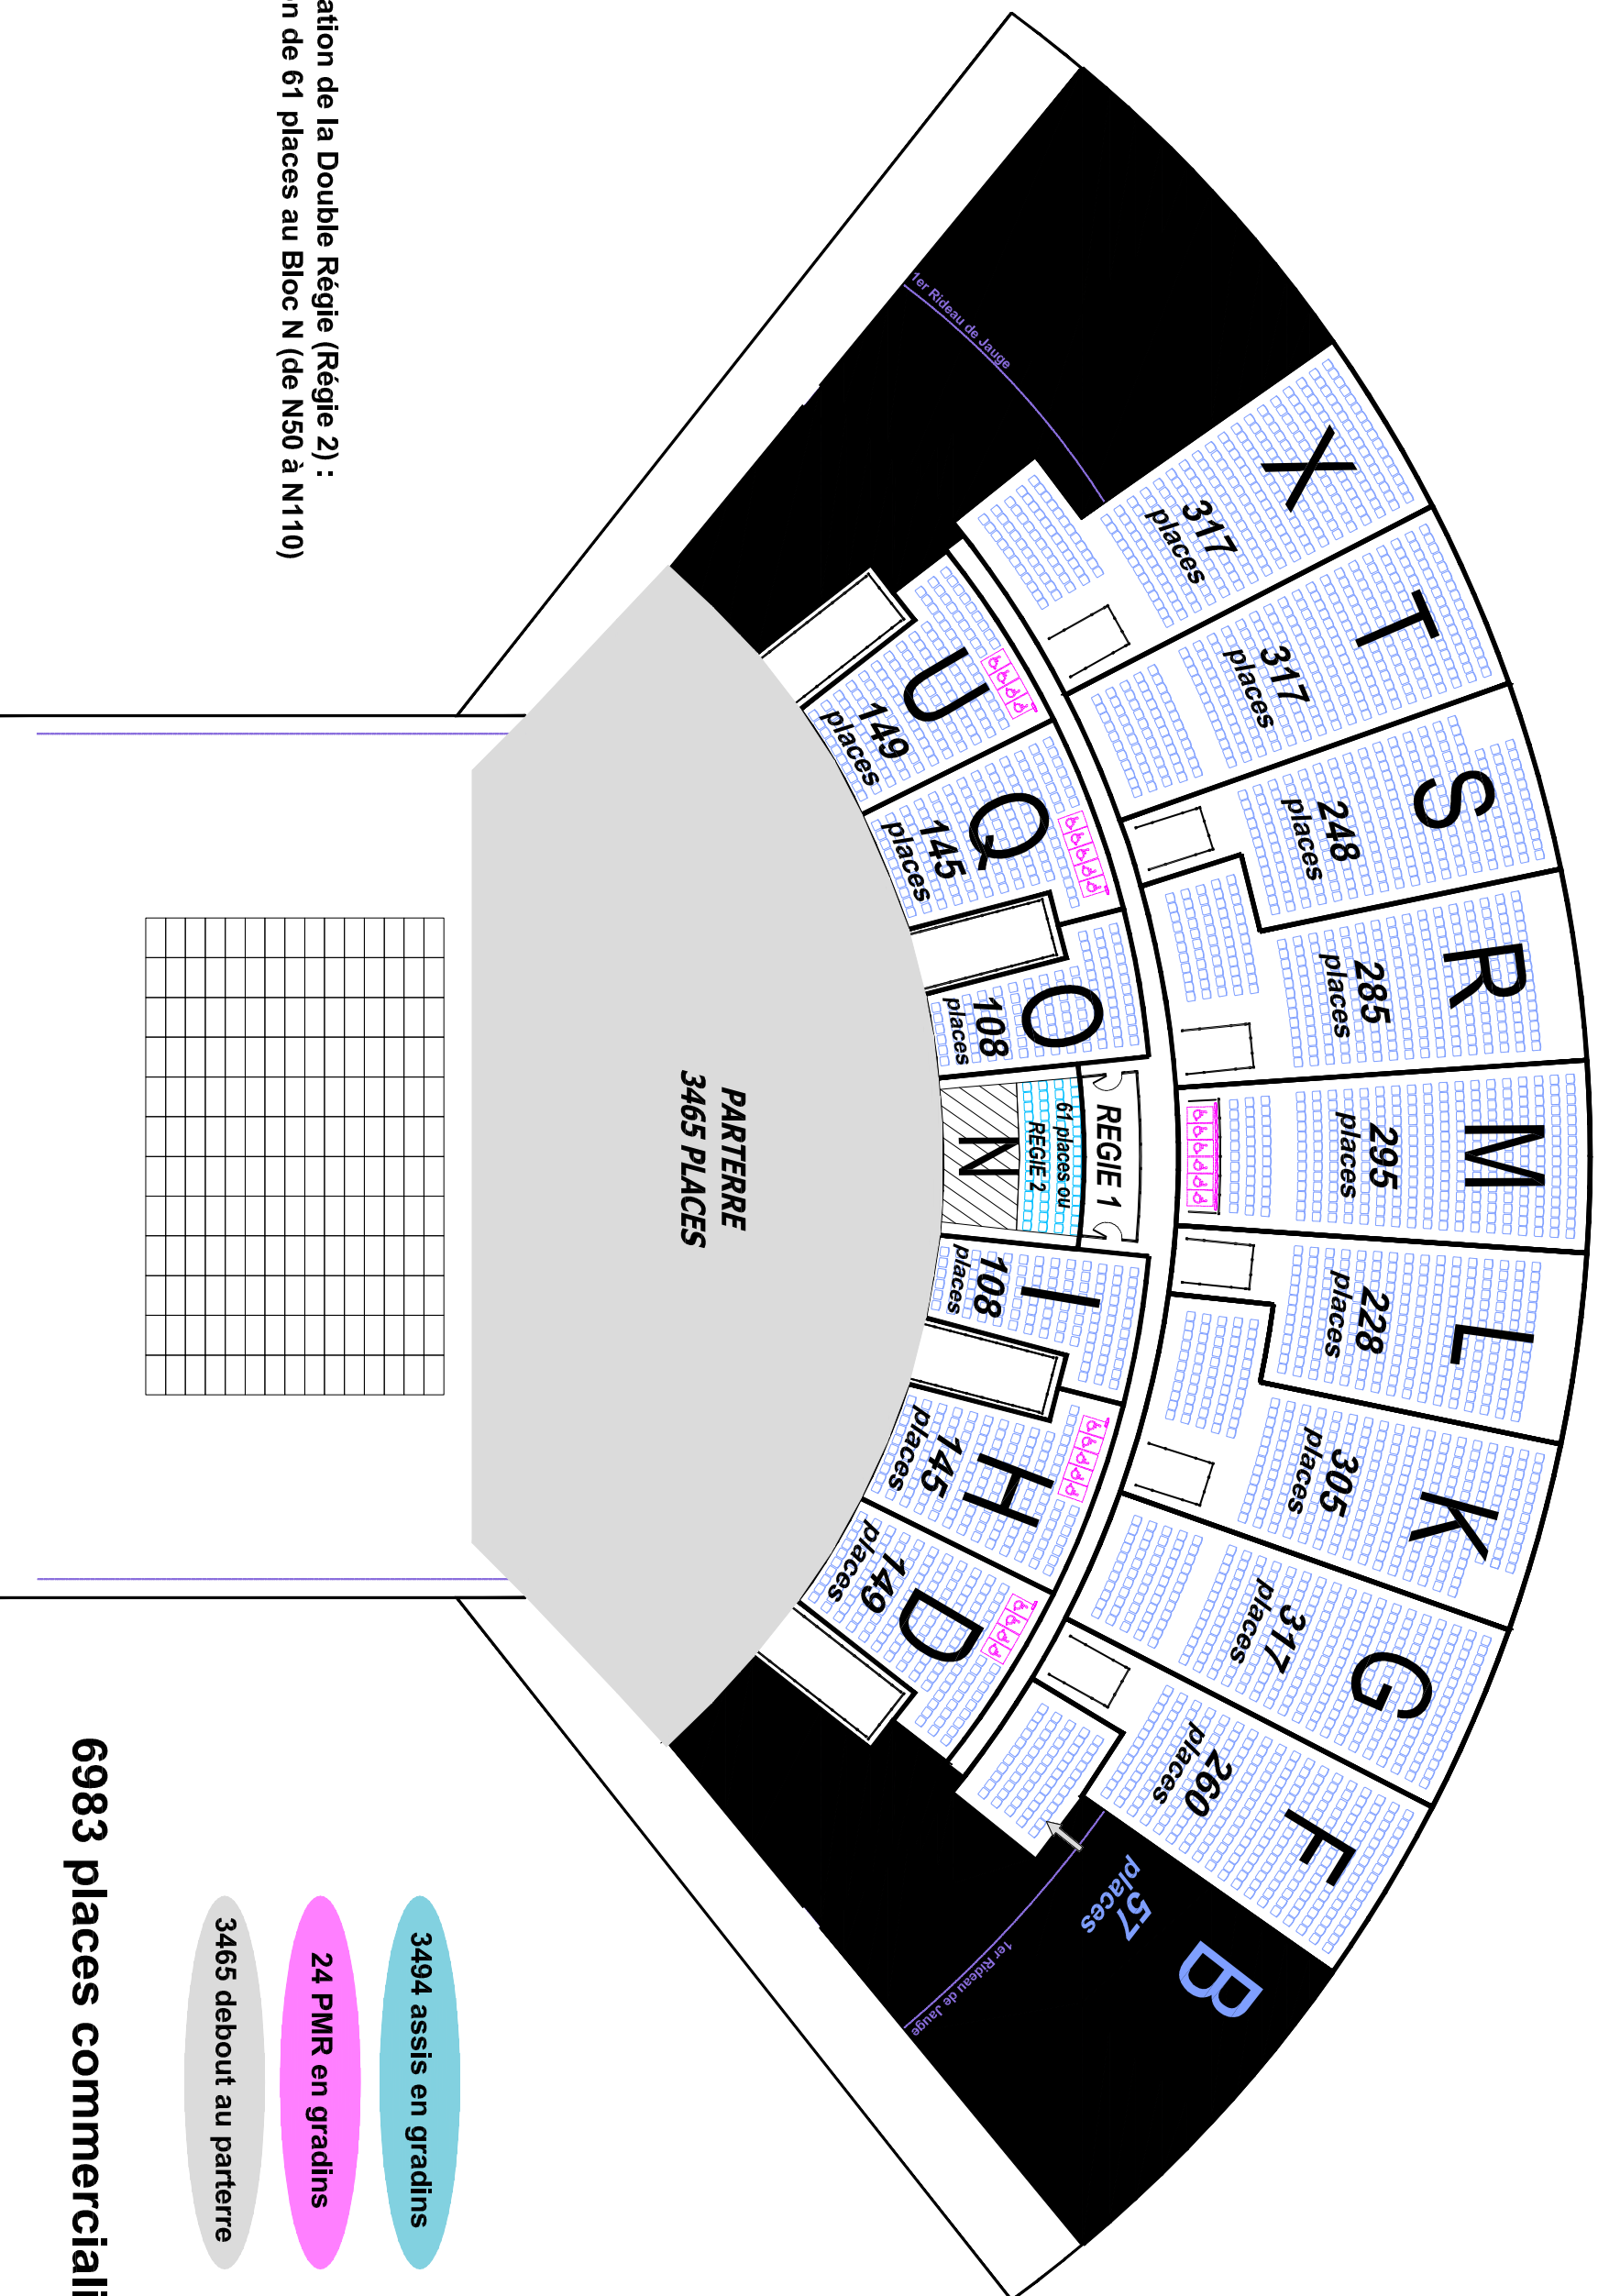 ation de la Double Régie (Régie 2) :
n de 61 places au Bloc N (de N50 à N110)
1er Rideau de Jauge
X
317
places
T
317
places
S
248
places
R
285
places
M
295
places
L
228
places
K
305
places
G
317
places
F
260
places
B
57
places
1er Rideau de Jauge
U
149
places
Q
145
places
O
108
places
REGIE 1
61 places ou
REGIE 2
N
I
108
places
H
145
places
D
149
places
PARTERRE
3465 PLACES
3494 assis en gradins
24 PMR en gradins
3465 debout au parterre
6983 places commerciali